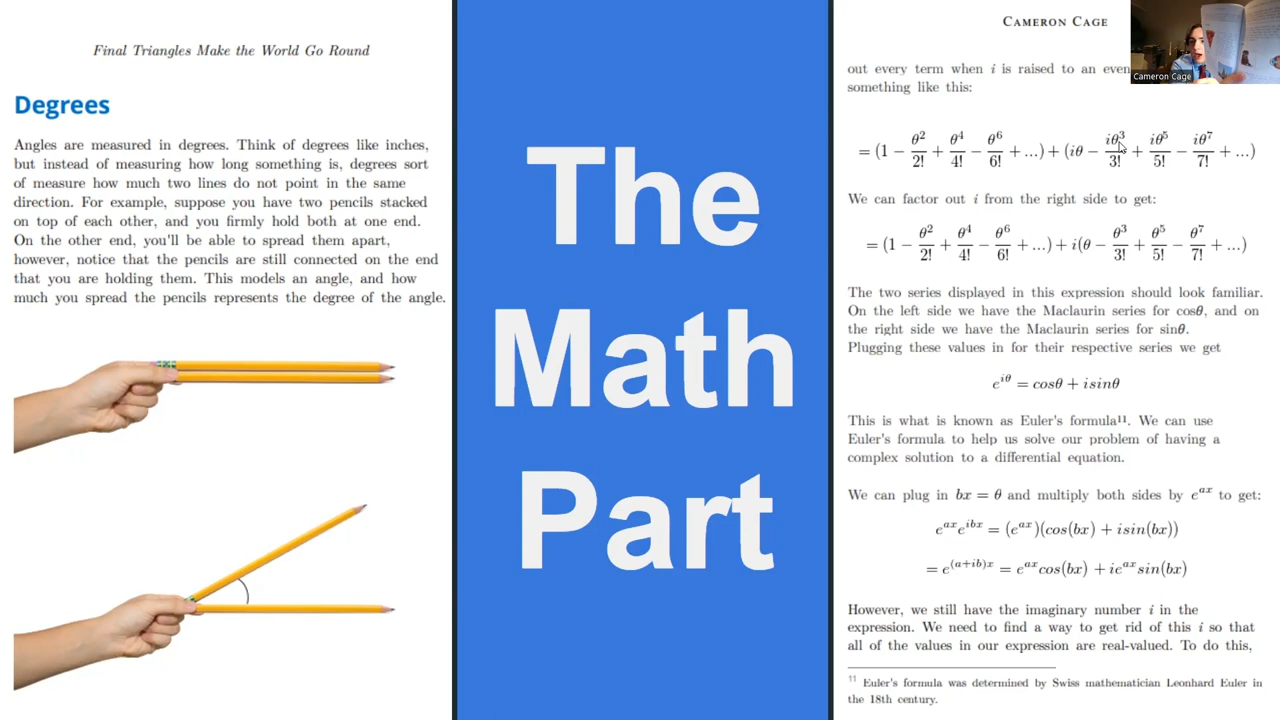 Final Triangles Make the World Go Round
Degrees
Angles are measured in degrees. Think of degrees like inches,
but instead of measuring how long something is, degrees sort
of measure how much two lines do not point in the same
direction. For example, suppose you have two pencils stacked
on top of each other, and you firmly hold both at one end.
On the other end, you'll be able to spread them apart,
however, notice that the pencils are still connected on the end
that you are holding them. This models an angle, and how
much you spread the pencils represents the degree of the angle.
The
Math
Part
CAMERON CAGE
Cameron Cage
out every term when i is raised to an even
something like this:
= (1 − θ²/2! + θ⁴/4! − θ⁶/6! + ...) + (iθ − iθ³/3! + iθ⁵/5! − iθ⁷/7! + ...)
We can factor out i from the right side to get:
= (1 − θ²/2! + θ⁴/4! − θ⁶/6! + ...) + i(θ − θ³/3! + θ⁵/5! − θ⁷/7! + ...)
The two series displayed in this expression should look familiar.
On the left side we have the Maclaurin series for cosθ, and on
the right side we have the Maclaurin series for sinθ.
Plugging these values in for their respective series we get
e^{iθ} = cosθ + isinθ
This is what is known as Euler's formula¹¹. We can use
Euler's formula to help us solve our problem of having a
complex solution to a differential equation.
We can plug in bx = θ and multiply both sides by e^{ax} to get:
e^{ax}e^{ibx} = (e^{ax})(cos(bx) + isin(bx))
= e^{(a+ib)x} = e^{ax}cos(bx) + ie^{ax}sin(bx)
However, we still have the imaginary number i in the
expression. We need to find a way to get rid of this i so that
all of the values in our expression are real-valued. To do this,
¹¹ Euler's formula was determined by Swiss mathematician Leonhard Euler in
the 18th century.